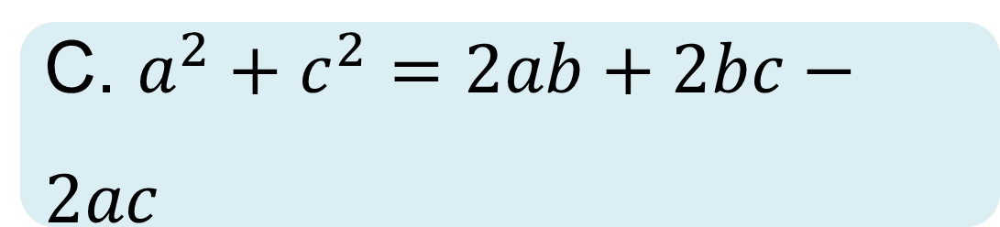 C. a² + c² = 2ab + 2bc −
2ac